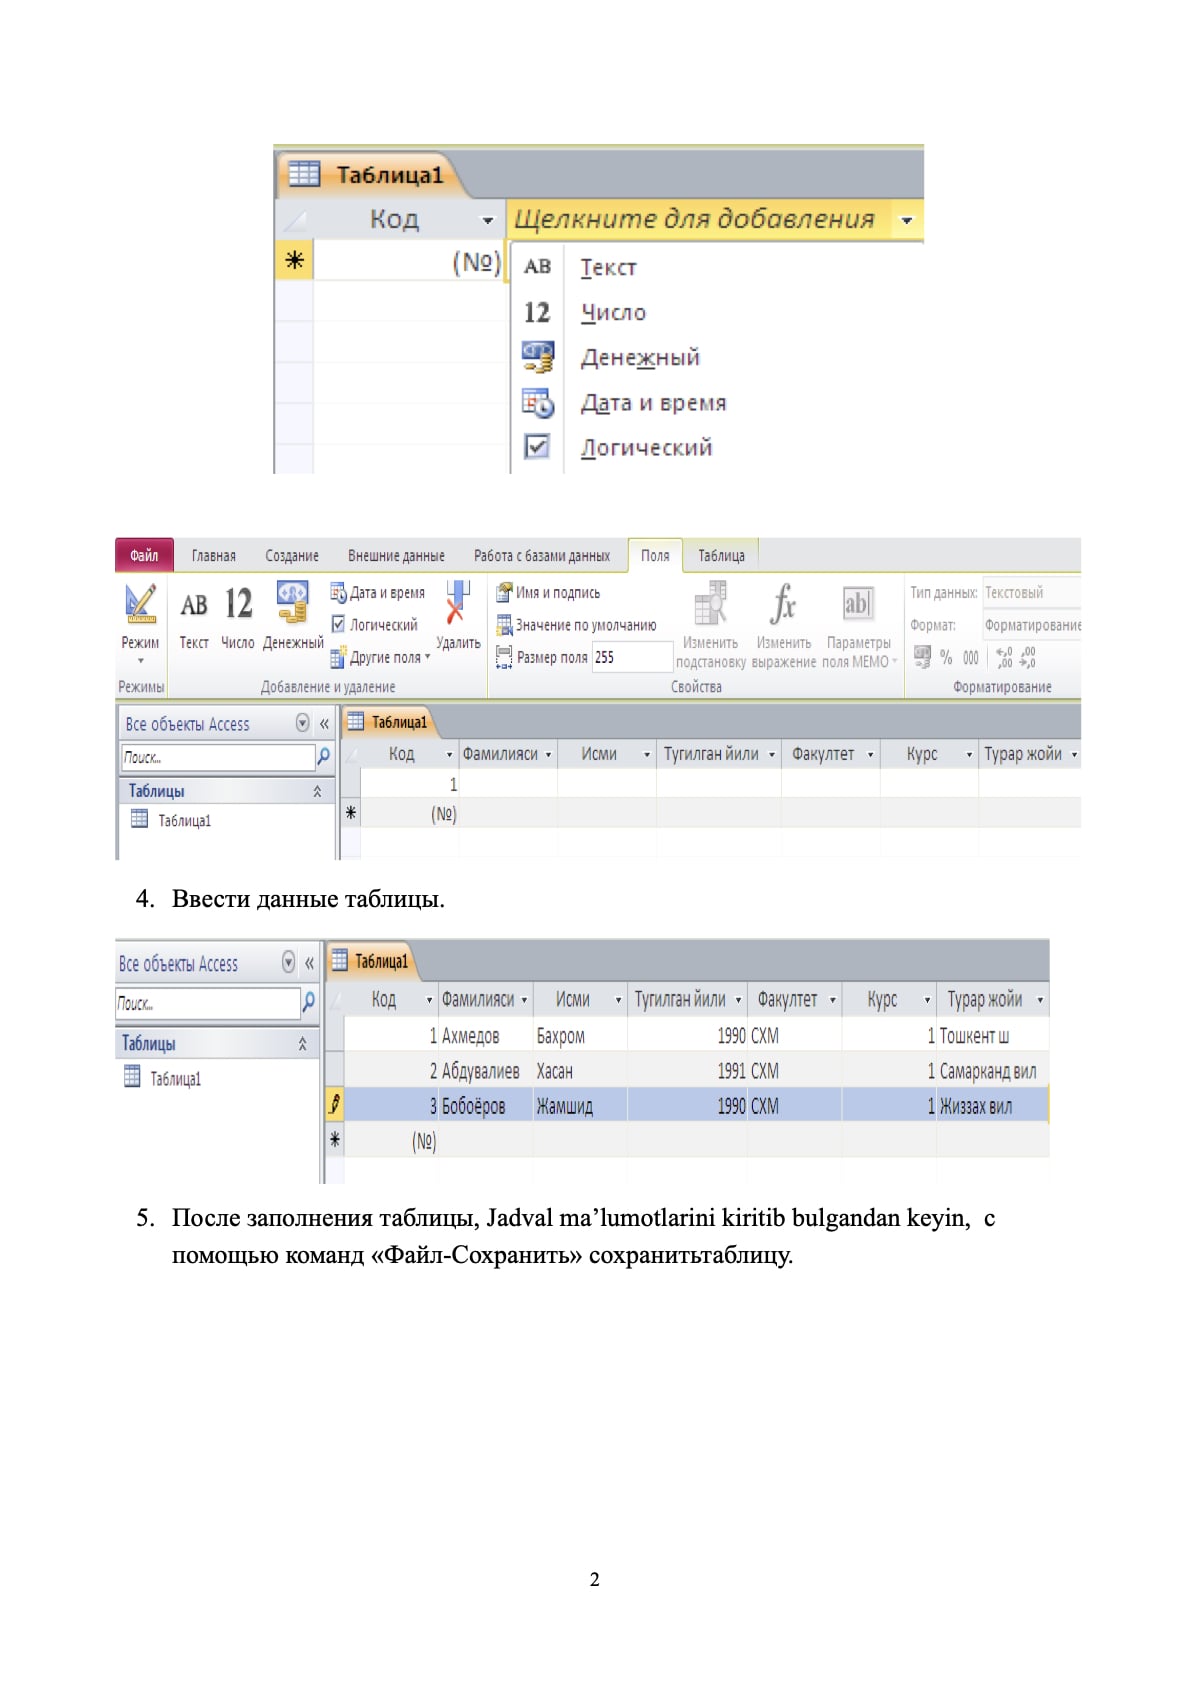 Таблица1
Код Щелкните для добавления
(№) AB Текст
12 Число
Денежный
Дата и время
Логический
Файл Главная Создание Внешние данные Работа с базами данных Поля Таблица
Режим
AB Текст
12 Число
Денежный
Дата и время
Логический
Другие поля
Удалить
Имя и подпись
Значение по умолчанию
Размер поля 255
Изменить подстановку
fx Изменить выражение
ab Параметры поля МЕМО
Тип данных: Текстовый
Формат: Форматирование
% 000 ,0 ,00 ,00 ,0
Режимы Добавление и удаление Свойства Форматирование
Все объекты Access « Таблица1
Поиск... Код Фамилияси Исми Тугилган йили Факултет Курс Турар жойи
Таблицы 1
Таблица1 (№)
4. Ввести данные таблицы.
Все объекты Access « Таблица1
Поиск... Код Фамилияси Исми Тугилган йили Факултет Курс Турар жойи
Таблицы 1 Ахмедов Бахром 1990 СХМ 1 Тошкент ш
Таблица1 2 Абдувалиев Хасан 1991 СХМ 1 Самарканд вил
3 Бобоёров Жамшид 1990 СХМ 1 Жиззах вил
(№)
5. После заполнения таблицы, Jadval ma’lumotlarini kiritib bulgandan keyin, с
помощью команд «Файл-Сохранить» сохранитьтаблицу.
2